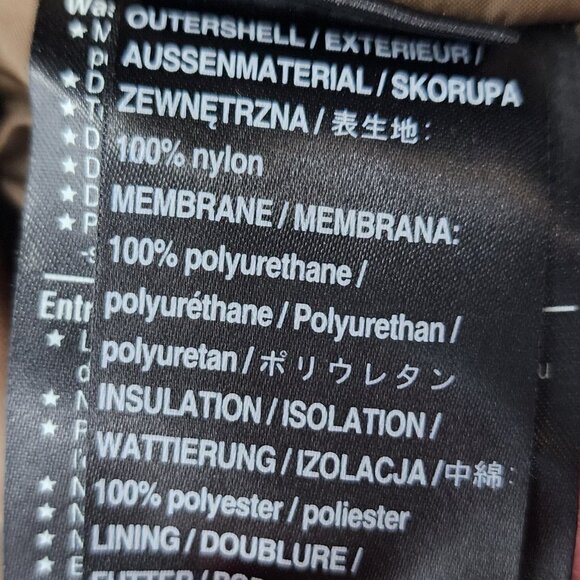 OUTERSHELL / EXTERIEUR /
AUSSENMATERIAL / SKORUPA
ZEWNĘTRZNA / 表生地:
100% nylon
MEMBRANE / MEMBRANA:
100% polyurethane /
polyuréthane / Polyurethan /
polyuretan / ポリウレタン
INSULATION / ISOLATION /
WATTIERUNG / IZOLACJA / 中綿:
100% polyester / poliester
LINING / DOUBLURE /